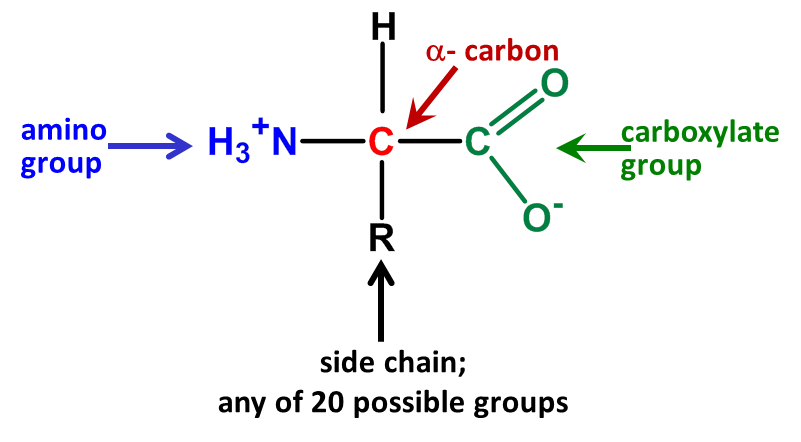 H
α- carbon
O
amino
group
H₃⁺N
C
C
carboxylate
group
O⁻
R
side chain;
any of 20 possible groups